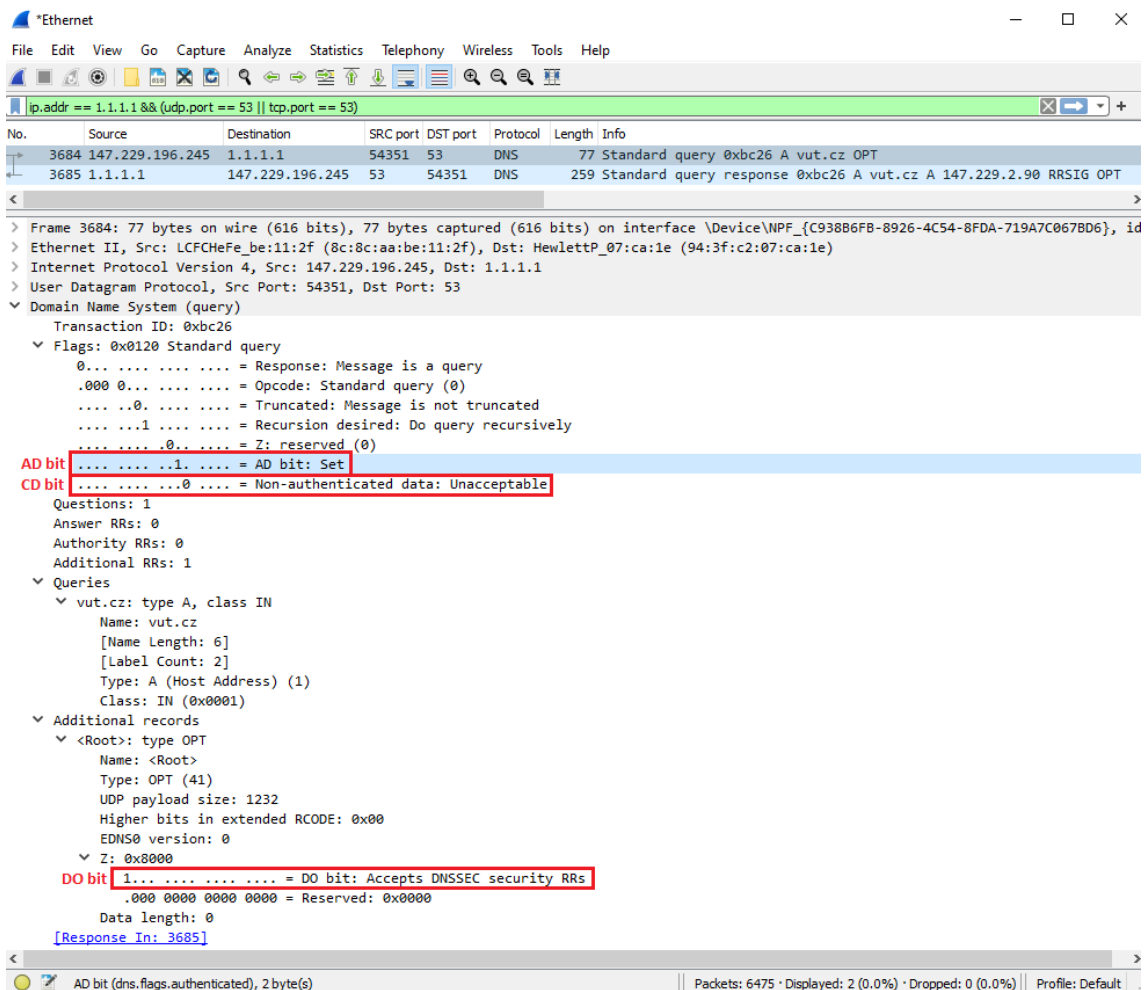 *Ethernet
File Edit View Go Capture Analyze Statistics Telephony Wireless Tools Help
ip.addr == 1.1.1.1 && (udp.port == 53 || tcp.port == 53)
No. Source Destination SRC port DST port Protocol Length Info
3684 147.229.196.245 1.1.1.1 54351 53 DNS 77 Standard query 0xbc26 A vut.cz OPT
3685 1.1.1.1 147.229.196.245 53 54351 DNS 259 Standard query response 0xbc26 A vut.cz A 147.229.2.90 RRSIG OPT
Frame 3684: 77 bytes on wire (616 bits), 77 bytes captured (616 bits) on interface \Device\NPF_{C938B6FB-8926-4C54-8FDA-719A7C067BD6}, id
Ethernet II, Src: LCFCHeFe_be:11:2f (8c:8c:aa:be:11:2f), Dst: HewlettP_07:ca:1e (94:3f:c2:07:ca:1e)
Internet Protocol Version 4, Src: 147.229.196.245, Dst: 1.1.1.1
User Datagram Protocol, Src Port: 54351, Dst Port: 53
Domain Name System (query)
Transaction ID: 0xbc26
Flags: 0x0120 Standard query
0... .... .... .... = Response: Message is a query
.000 0... .... .... = Opcode: Standard query (0)
.... ..0. .... .... = Truncated: Message is not truncated
.... ...1 .... .... = Recursion desired: Do query recursively
.... .... .0.. .... = Z: reserved (0)
AD bit .... .... ..1. .... = AD bit: Set
CD bit .... .... ...0 .... = Non-authenticated data: Unacceptable
Questions: 1
Answer RRs: 0
Authority RRs: 0
Additional RRs: 1
Queries
vut.cz: type A, class IN
Name: vut.cz
[Name Length: 6]
[Label Count: 2]
Type: A (Host Address) (1)
Class: IN (0x0001)
Additional records
<Root>: type OPT
Name: <Root>
Type: OPT (41)
UDP payload size: 1232
Higher bits in extended RCODE: 0x00
EDNS0 version: 0
Z: 0x8000
DO bit 1... .... .... .... = DO bit: Accepts DNSSEC security RRs
.000 0000 0000 0000 = Reserved: 0x0000
Data length: 0
[Response In: 3685]
AD bit (dns.flags.authenticated), 2 byte(s) Packets: 6475 · Displayed: 2 (0.0%) · Dropped: 0 (0.0%) Profile: Default